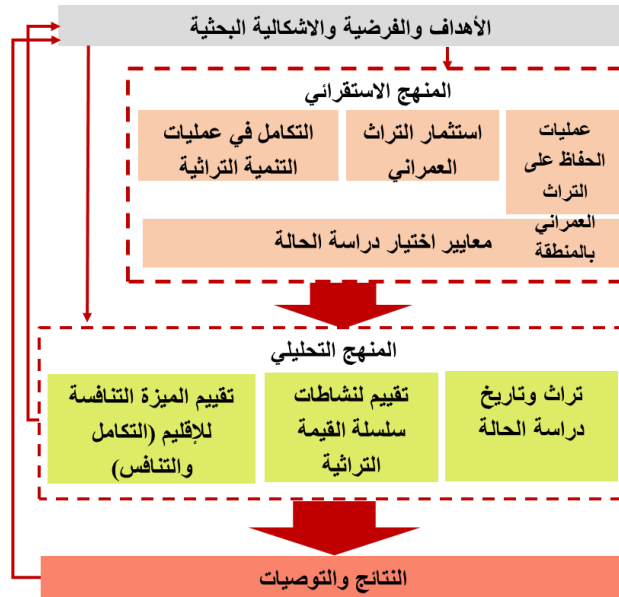 الأهداف والفرضية والاشكالية البحثية
المنهج الاستقرائي
عمليات
الحفاظ على
التراث
العمراني
بالمنطقة
استثمار التراث
العمراني
التكامل في عمليات
التنمية التراثية
معايير اختيار دراسة الحالة
المنهج التحليلي
تراث وتاريخ
دراسة الحالة
تقييم لنشاطات
سلسلة القيمة
التراثية
تقييم الميزة التنافسة
للإقليم (التكامل
والتنافس)
النتائج والتوصيات